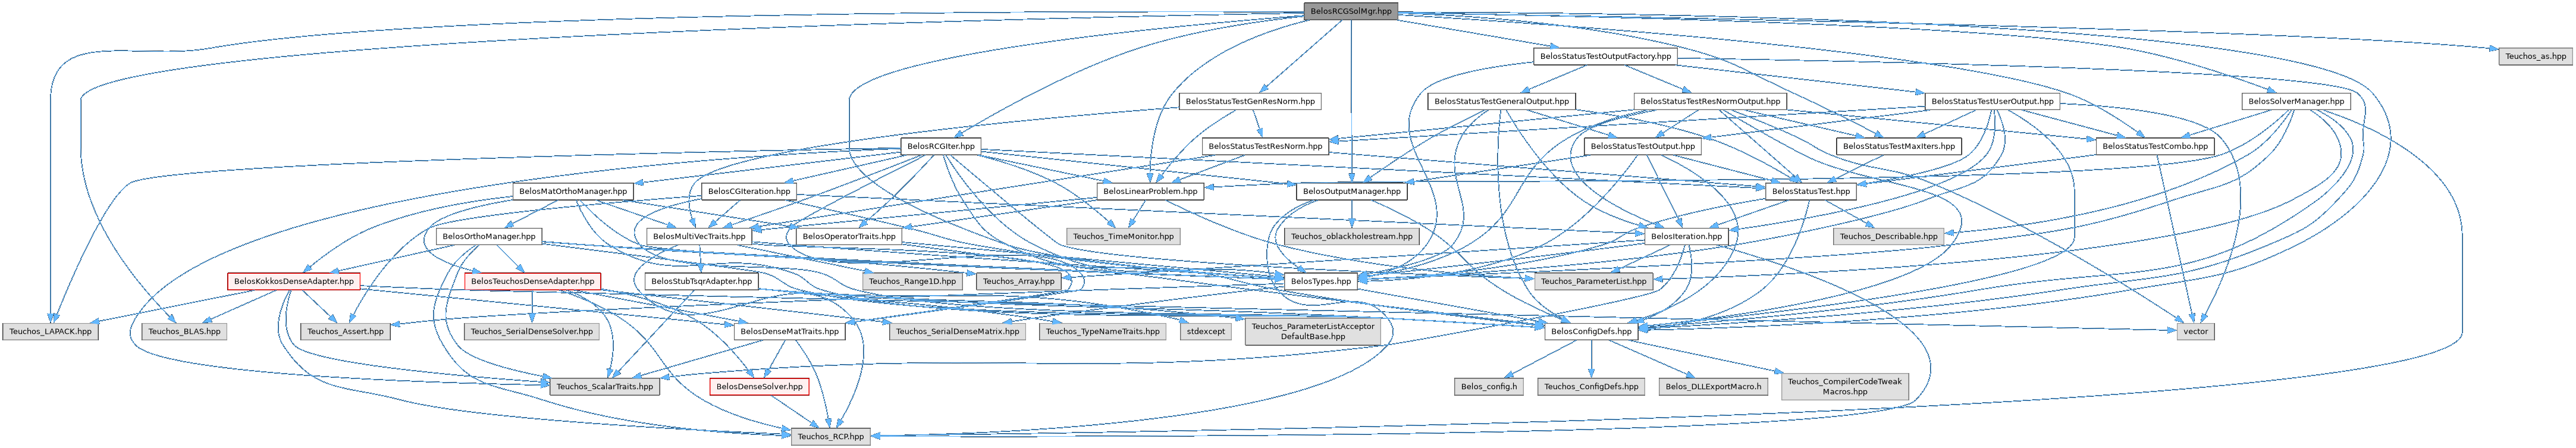 BelosRCGSolMgr.hpp
BelosStatusTestOutputFactory.hpp
Teuchos_as.hpp
BelosStatusTestGenResNorm.hpp
BelosStatusTestGeneralOutput.hpp
BelosStatusTestResNormOutput.hpp
BelosStatusTestUserOutput.hpp
BelosSolverManager.hpp
BelosRCGIter.hpp
BelosStatusTestResNorm.hpp
BelosStatusTestOutput.hpp
BelosStatusTestMaxIters.hpp
BelosStatusTestCombo.hpp
BelosMatOrthoManager.hpp
BelosCGIteration.hpp
BelosLinearProblem.hpp
BelosOutputManager.hpp
BelosStatusTest.hpp
BelosOrthoManager.hpp
BelosMultiVecTraits.hpp
BelosOperatorTraits.hpp
Teuchos_TimeMonitor.hpp
Teuchos_oblackholestream.hpp
BelosIteration.hpp
Teuchos_Describable.hpp
BelosKokkosDenseAdapter.hpp
BelosTeuchosDenseAdapter.hpp
BelosStubTsqrAdapter.hpp
Teuchos_Range1D.hpp
Teuchos_Array.hpp
BelosTypes.hpp
Teuchos_ParameterList.hpp
Teuchos_LAPACK.hpp
Teuchos_BLAS.hpp
Teuchos_Assert.hpp
Teuchos_SerialDenseSolver.hpp
BelosDenseMatTraits.hpp
Teuchos_SerialDenseMatrix.hpp
Teuchos_TypeNameTraits.hpp
stdexcept
Teuchos_ParameterListAcceptor
DefaultBase.hpp
BelosConfigDefs.hpp
vector
Teuchos_ScalarTraits.hpp
BelosDenseSolver.hpp
Belos_config.h
Teuchos_ConfigDefs.hpp
Belos_DLLExportMacro.h
Teuchos_CompilerCodeTweak
Macros.hpp
Teuchos_RCP.hpp